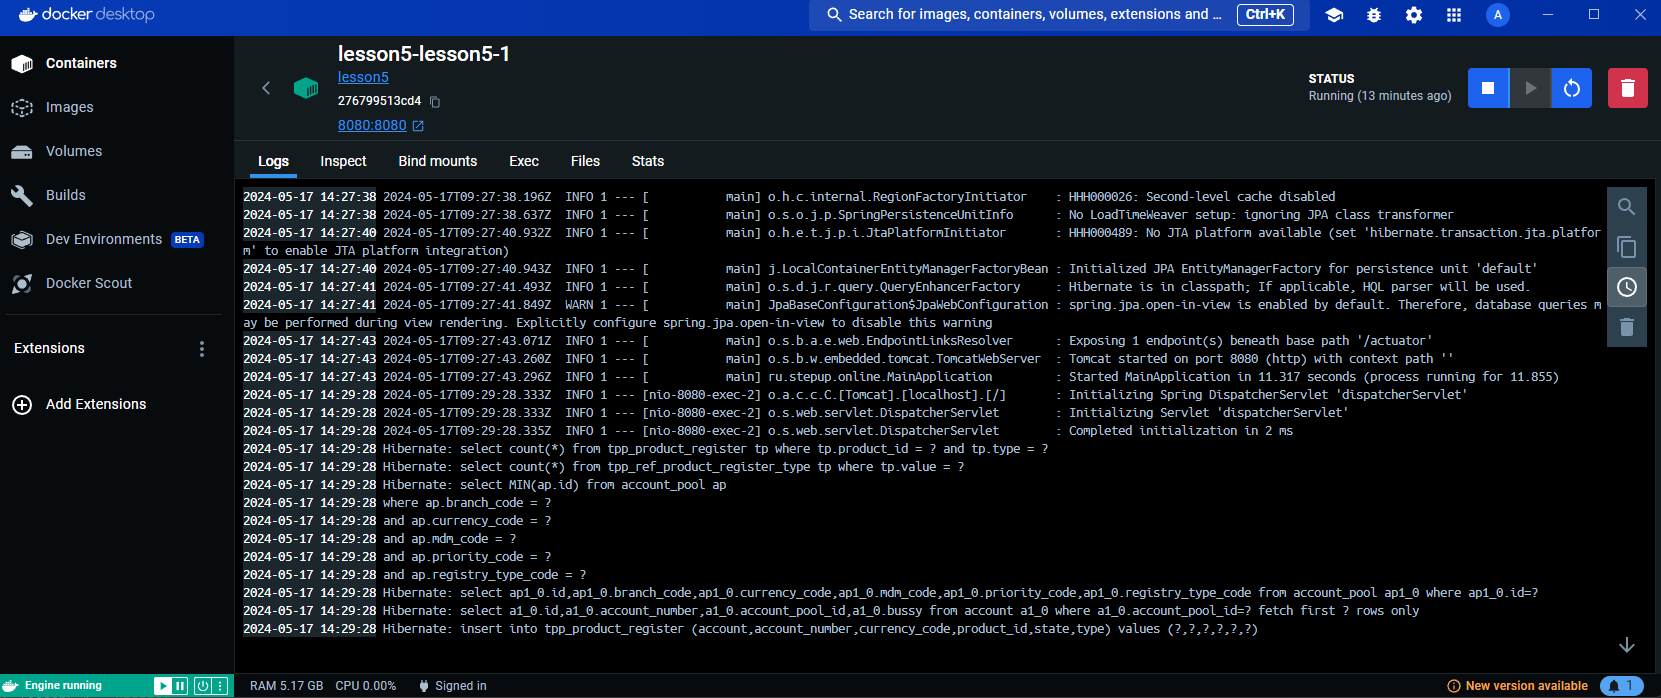 docker desktop
Search for images, containers, volumes, extensions and ...
Ctrl+K
A
Containers
Images
Volumes
Builds
Dev Environments BETA
Docker Scout
Extensions
Add Extensions
lesson5-lesson5-1
lesson5
276799513cd4
8080:8080
STATUS
Running (13 minutes ago)
Logs Inspect Bind mounts Exec Files Stats
2024-05-17 14:27:38 2024-05-17T09:27:38.196Z  INFO 1 --- [           main] o.h.c.internal.RegionFactoryInitiator    : HHH000026: Second-level cache disabled
2024-05-17 14:27:38 2024-05-17T09:27:38.637Z  INFO 1 --- [           main] o.s.o.j.p.SpringPersistenceUnitInfo      : No LoadTimeWeaver setup: ignoring JPA class transformer
2024-05-17 14:27:40 2024-05-17T09:27:40.932Z  INFO 1 --- [           main] o.h.e.t.j.p.i.JtaPlatformInitiator       : HHH000489: No JTA platform available (set 'hibernate.transaction.jta.platfor
m' to enable JTA platform integration)
2024-05-17 14:27:40 2024-05-17T09:27:40.943Z  INFO 1 --- [           main] j.LocalContainerEntityManagerFactoryBean : Initialized JPA EntityManagerFactory for persistence unit 'default'
2024-05-17 14:27:41 2024-05-17T09:27:41.493Z  INFO 1 --- [           main] o.s.d.j.r.query.QueryEnhancerFactory     : Hibernate is in classpath; If applicable, HQL parser will be used.
2024-05-17 14:27:41 2024-05-17T09:27:41.849Z  WARN 1 --- [           main] JpaBaseConfiguration$JpaWebConfiguration : spring.jpa.open-in-view is enabled by default. Therefore, database queries m
ay be performed during view rendering. Explicitly configure spring.jpa.open-in-view to disable this warning
2024-05-17 14:27:43 2024-05-17T09:27:43.071Z  INFO 1 --- [           main] o.s.b.a.e.web.EndpointLinksResolver      : Exposing 1 endpoint(s) beneath base path '/actuator'
2024-05-17 14:27:43 2024-05-17T09:27:43.260Z  INFO 1 --- [           main] o.s.b.w.embedded.tomcat.TomcatWebServer  : Tomcat started on port 8080 (http) with context path ''
2024-05-17 14:27:43 2024-05-17T09:27:43.296Z  INFO 1 --- [           main] ru.stepup.online.MainApplication         : Started MainApplication in 11.317 seconds (process running for 11.855)
2024-05-17 14:29:28 2024-05-17T09:29:28.333Z  INFO 1 --- [nio-8080-exec-2] o.a.c.c.C.[Tomcat].[localhost].[/]       : Initializing Spring DispatcherServlet 'dispatcherServlet'
2024-05-17 14:29:28 2024-05-17T09:29:28.333Z  INFO 1 --- [nio-8080-exec-2] o.s.web.servlet.DispatcherServlet        : Initializing Servlet 'dispatcherServlet'
2024-05-17 14:29:28 2024-05-17T09:29:28.335Z  INFO 1 --- [nio-8080-exec-2] o.s.web.servlet.DispatcherServlet        : Completed initialization in 2 ms
2024-05-17 14:29:28 Hibernate: select count(*) from tpp_product_register tp where tp.product_id = ? and tp.type = ?
2024-05-17 14:29:28 Hibernate: select count(*) from tpp_ref_product_register_type tp where tp.value = ?
2024-05-17 14:29:28 Hibernate: select MIN(ap.id) from account_pool ap
2024-05-17 14:29:28 where ap.branch_code = ?
2024-05-17 14:29:28 and ap.currency_code = ?
2024-05-17 14:29:28 and ap.mdm_code = ?
2024-05-17 14:29:28 and ap.priority_code = ?
2024-05-17 14:29:28 and ap.registry_type_code = ?
2024-05-17 14:29:28 Hibernate: select ap1_0.id,ap1_0.branch_code,ap1_0.currency_code,ap1_0.mdm_code,ap1_0.priority_code,ap1_0.registry_type_code from account_pool ap1_0 where ap1_0.id=?
2024-05-17 14:29:28 Hibernate: select a1_0.id,a1_0.account_number,a1_0.account_pool_id,a1_0.bussy from account a1_0 where a1_0.account_pool_id=? fetch first ? rows only
2024-05-17 14:29:28 Hibernate: insert into tpp_product_register (account,account_number,currency_code,product_id,state,type) values (?,?,?,?,?,?)
Engine running
RAM 5.17 GB CPU 0.00% Signed in
New version available
1